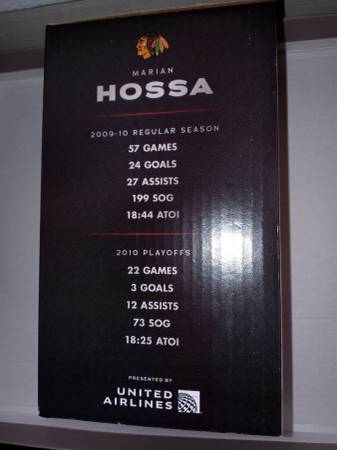 MARIAN
HOSSA
2009-10 REGULAR SEASON
57 GAMES
24 GOALS
27 ASSISTS
199 SOG
18:44 ATOI
2010 PLAYOFFS
22 GAMES
3 GOALS
12 ASSISTS
73 SOG
18:25 ATOI
PRESENTED BY
UNITED
AIRLINES